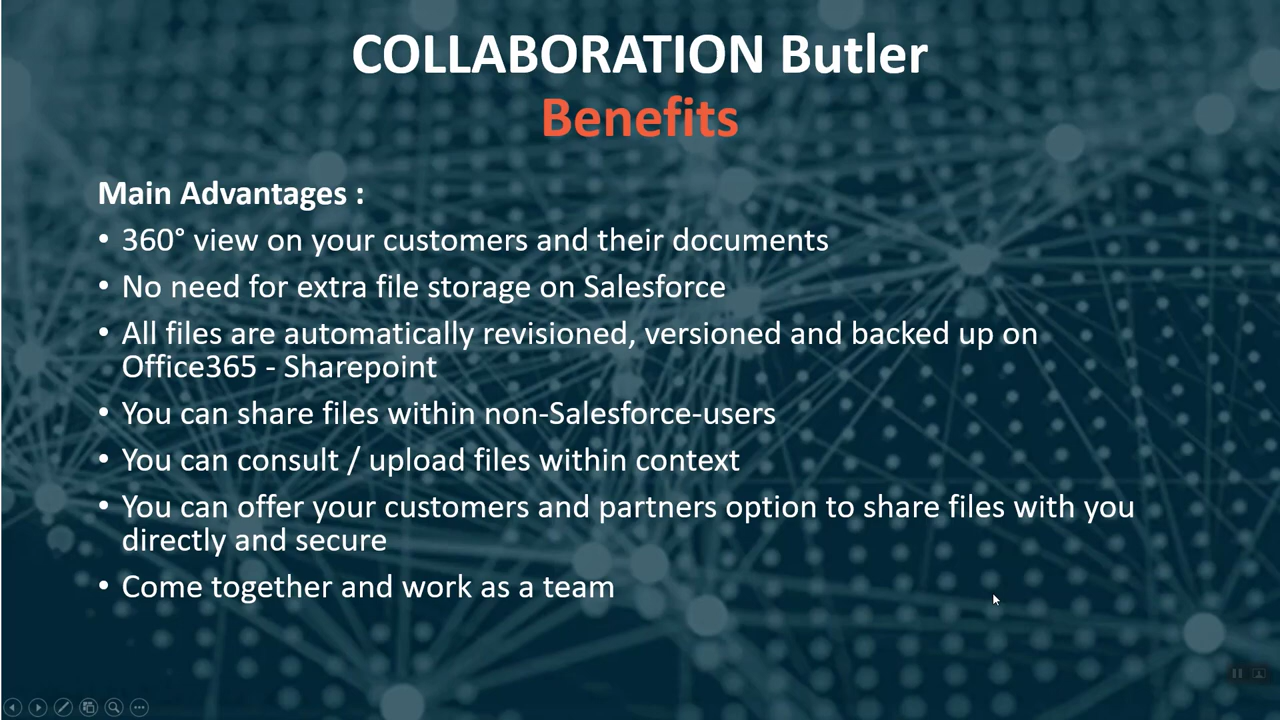 COLLABORATION Butler
Benefits
Main Advantages :
• 360° view on your customers and their documents
• No need for extra file storage on Salesforce
• All files are automatically revisioned, versioned and backed up on
Office365 - Sharepoint
• You can share files within non-Salesforce-users
• You can consult / upload files within context
• You can offer your customers and partners option to share files with you
directly and secure
• Come together and work as a team